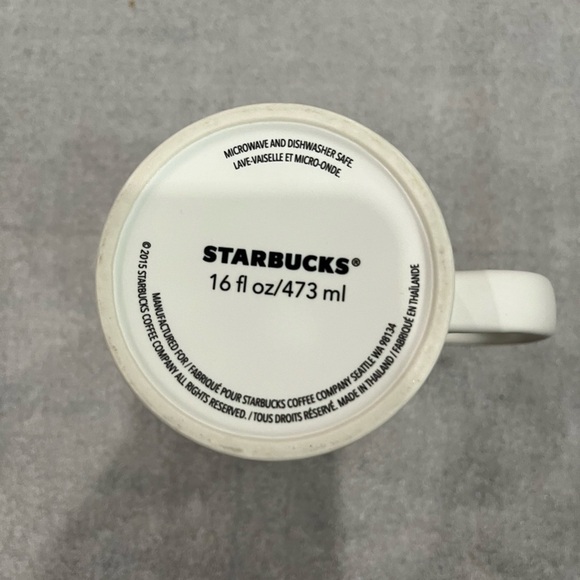 MICROWAVE AND DISHWASHER SAFE.
LAVE-VAISELLE ET MICRO-ONDE.
STARBUCKS®
16 fl oz/473 ml
MANUFACTURED FOR / FABRIQUÉ POUR STARBUCKS COFFEE COMPANY SEATTLE WA 98134
© 2015 STARBUCKS COFFEE COMPANY ALL RIGHTS RESERVED. / TOUS DROITS RÉSERVÉ. MADE IN THAILAND / FABRIQUÉ EN THAÏLANDE